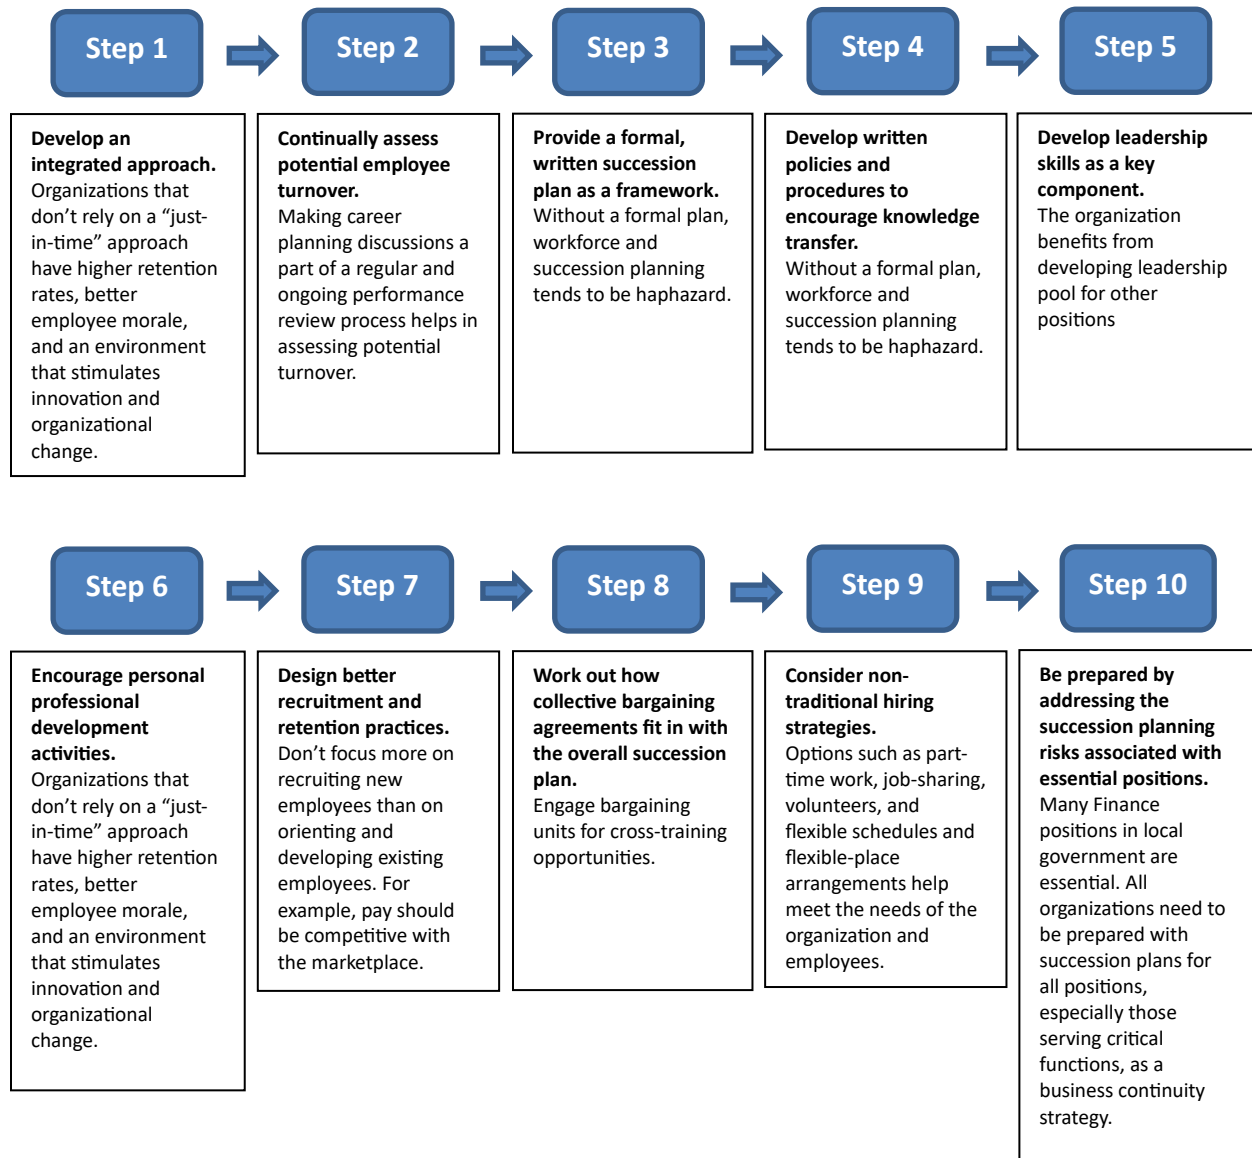 Step 1
Step 2
Step 3
Step 4
Step 5
Develop an
integrated approach.
Organizations that
don’t rely on a “just-
in-time” approach
have higher retention
rates, better
employee morale,
and an environment
that stimulates
innovation and
organizational
change.
Continually assess
potential employee
turnover.
Making career
planning discussions a
part of a regular and
ongoing performance
review process helps in
assessing potential
turnover.
Provide a formal,
written succession
plan as a framework.
Without a formal plan,
workforce and
succession planning
tends to be haphazard.
Develop written
policies and
procedures to
encourage knowledge
transfer.
Without a formal plan,
workforce and
succession planning
tends to be haphazard.
Develop leadership
skills as a key
component.
The organization
benefits from
developing leadership
pool for other
positions
Step 6
Step 7
Step 8
Step 9
Step 10
Encourage personal
professional
development
activities.
Organizations that
don’t rely on a “just-
in-time” approach
have higher retention
rates, better
employee morale,
and an environment
that stimulates
innovation and
organizational
change.
Design better
recruitment and
retention practices.
Don’t focus more on
recruiting new
employees than on
orienting and
developing existing
employees. For
example, pay should
be competitive with
the marketplace.
Work out how
collective bargaining
agreements fit in with
the overall succession
plan.
Engage bargaining
units for cross-training
opportunities.
Consider non-
traditional hiring
strategies.
Options such as part-
time work, job-sharing,
volunteers, and
flexible schedules and
flexible-place
arrangements help
meet the needs of the
organization and
employees.
Be prepared by
addressing the
succession planning
risks associated with
essential positions.
Many Finance
positions in local
government are
essential. All
organizations need to
be prepared with
succession plans for
all positions,
especially those
serving critical
functions, as a
business continuity
strategy.